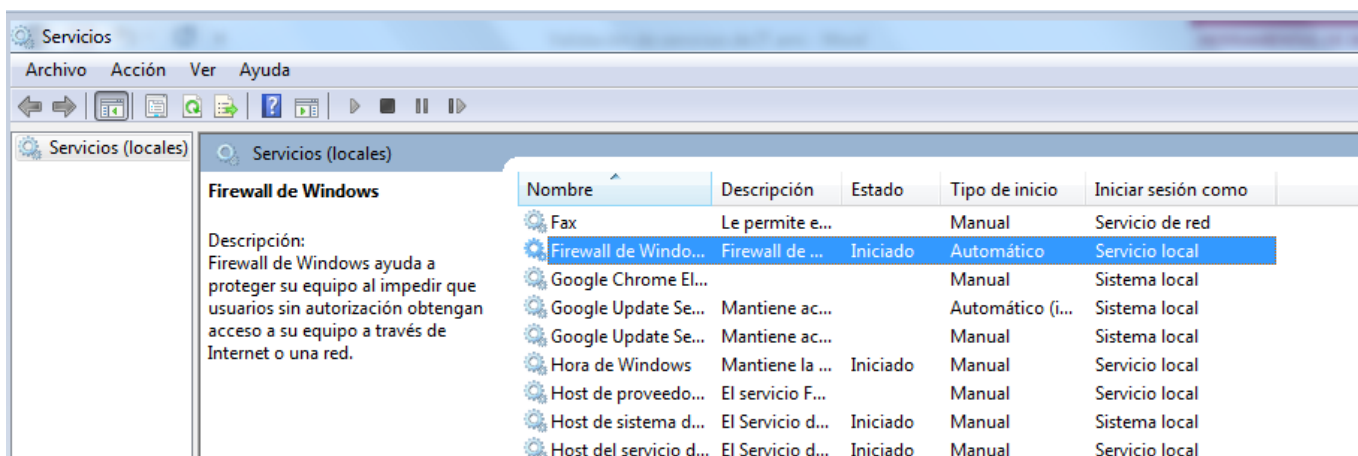 Servicios
Archivo Acción Ver Ayuda
Servicios (locales)
Servicios (locales)
Firewall de Windows
Descripción:
Firewall de Windows ayuda a
proteger su equipo al impedir que
usuarios sin autorización obtengan
acceso a su equipo a través de
Internet o una red.
Nombre Descripción Estado Tipo de inicio Iniciar sesión como
Fax Le permite e... Manual Servicio de red
Firewall de Windo... Firewall de ... Iniciado Automático Servicio local
Google Chrome El... Manual Sistema local
Google Update Se... Mantiene ac... Automático (i... Sistema local
Google Update Se... Mantiene ac... Manual Sistema local
Hora de Windows Mantiene la ... Iniciado Manual Servicio local
Host de proveedo... El servicio F... Manual Servicio local
Host de sistema d... El Servicio d... Iniciado Manual Sistema local
Host del servicio d... El Servicio d... Iniciado Manual Servicio local